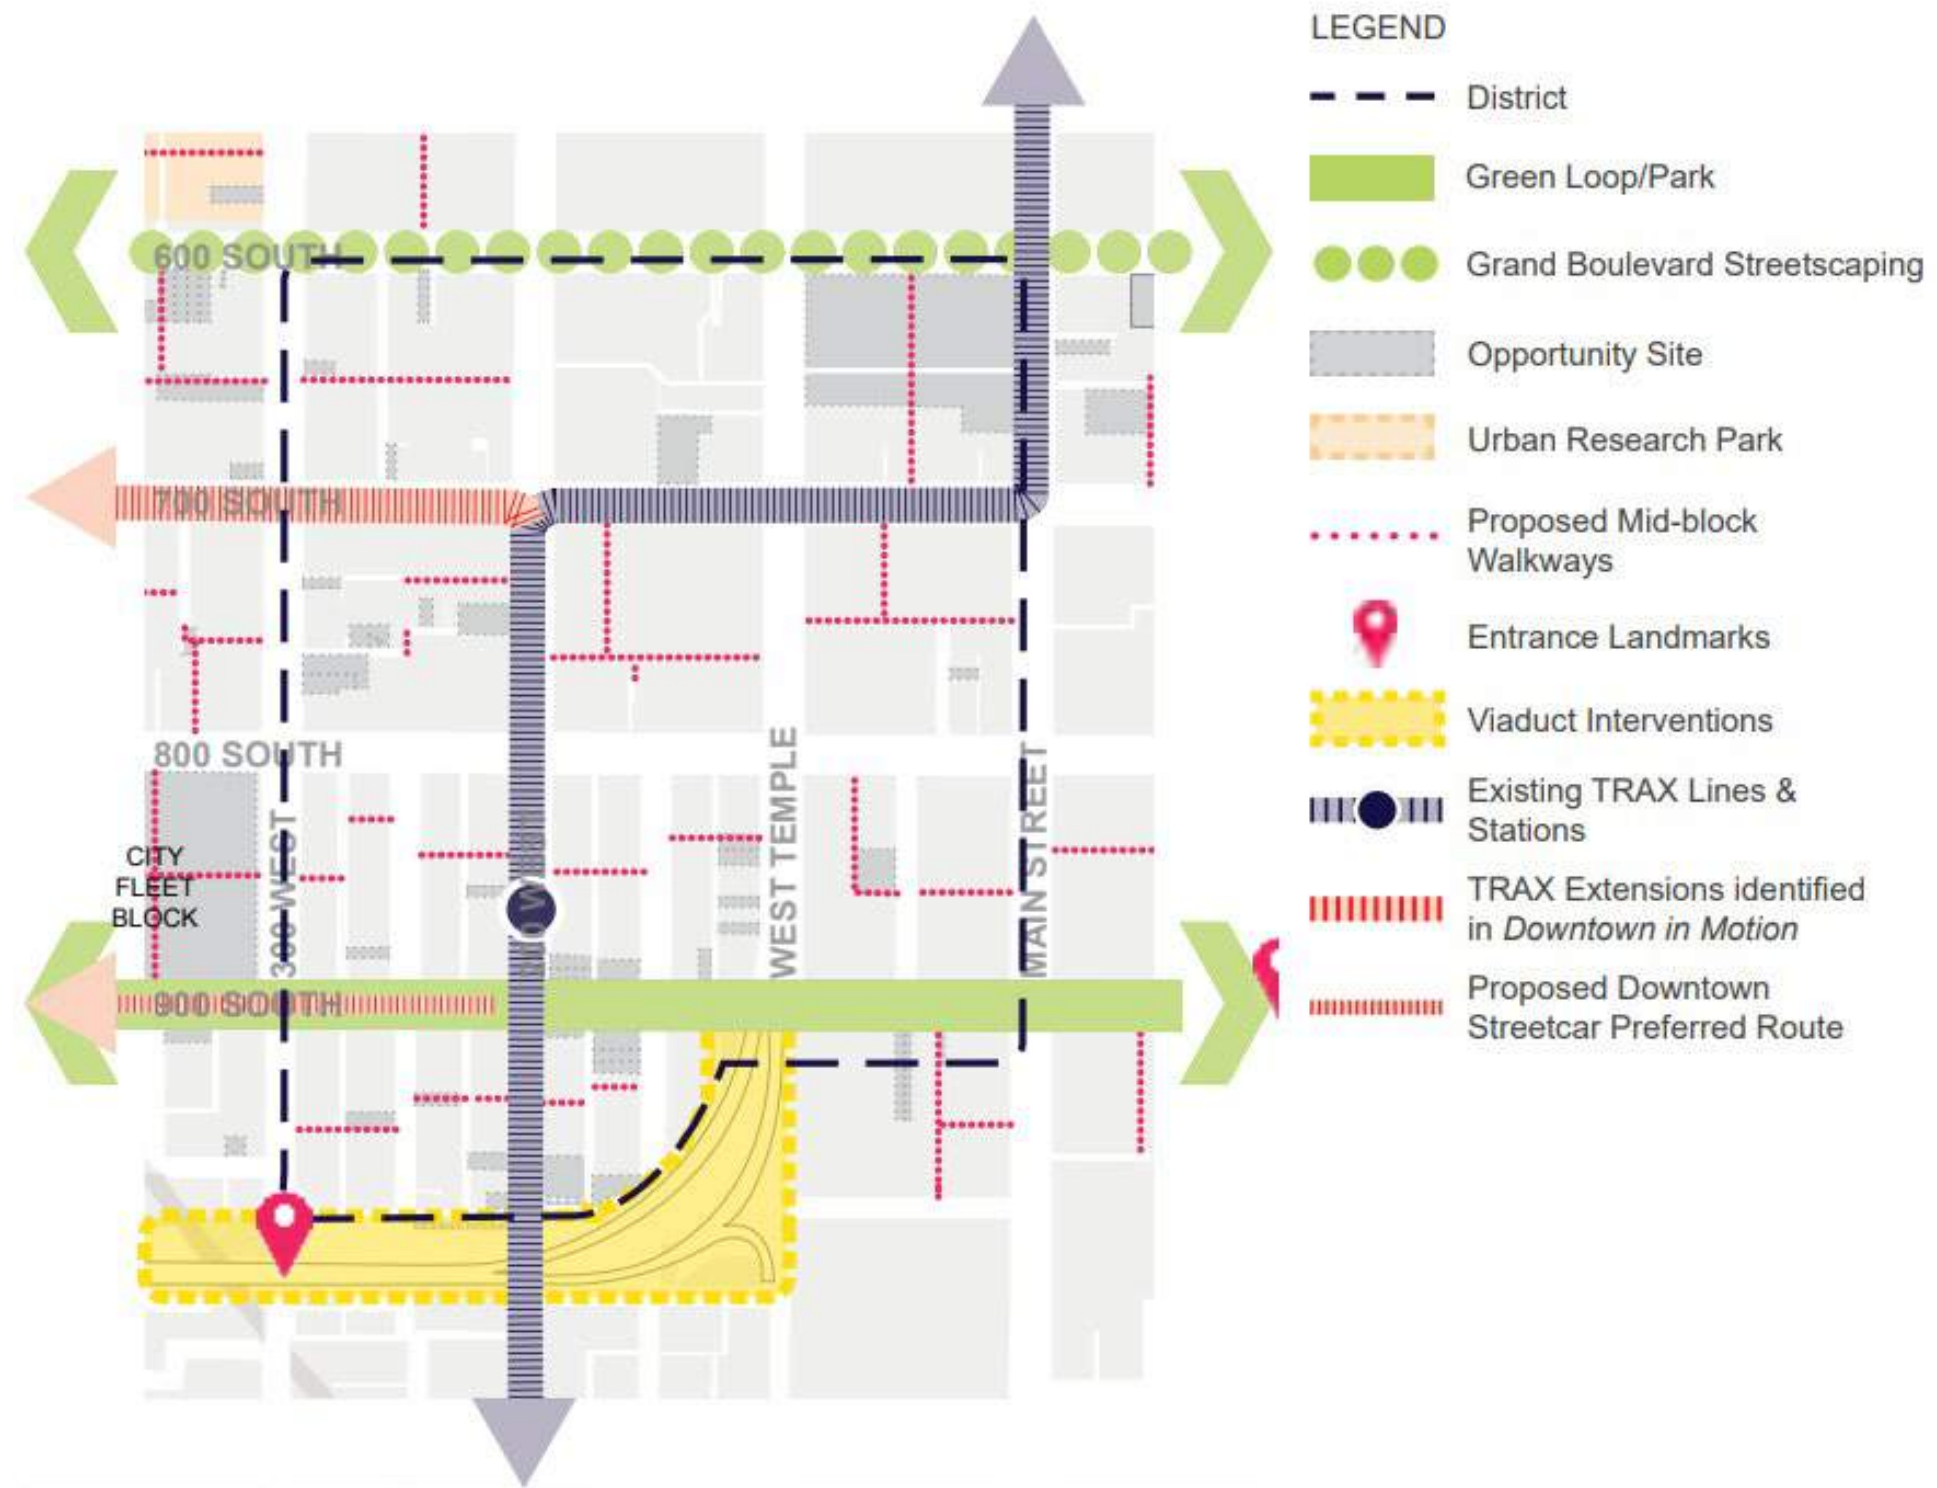 LEGEND
District
Green Loop/Park
Grand Boulevard Streetscaping
Opportunity Site
Urban Research Park
Proposed Mid-block
Walkways
Entrance Landmarks
Viaduct Interventions
Existing TRAX Lines &
Stations
TRAX Extensions identified
in Downtown in Motion
Proposed Downtown
Streetcar Preferred Route
600 SOUTH
700 SOUTH
800 SOUTH
900 SOUTH
CITY
FLEET
BLOCK
300 WEST
200 WEST
WEST TEMPLE
MAIN STREET